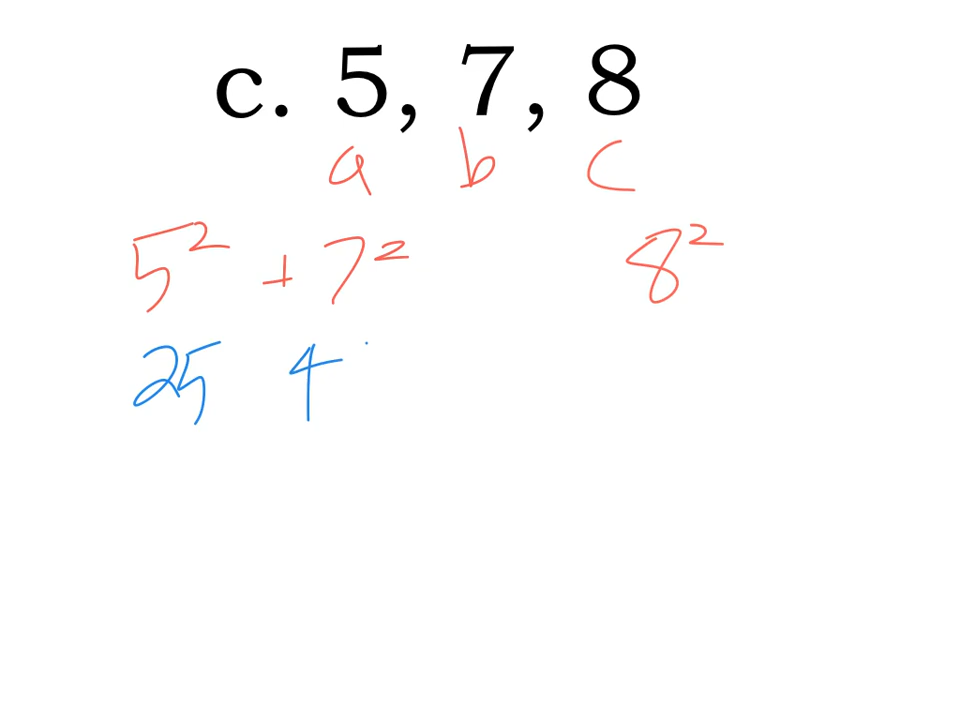 c. 5, 7, 8
a b c
5² + 7² 8²
25 4